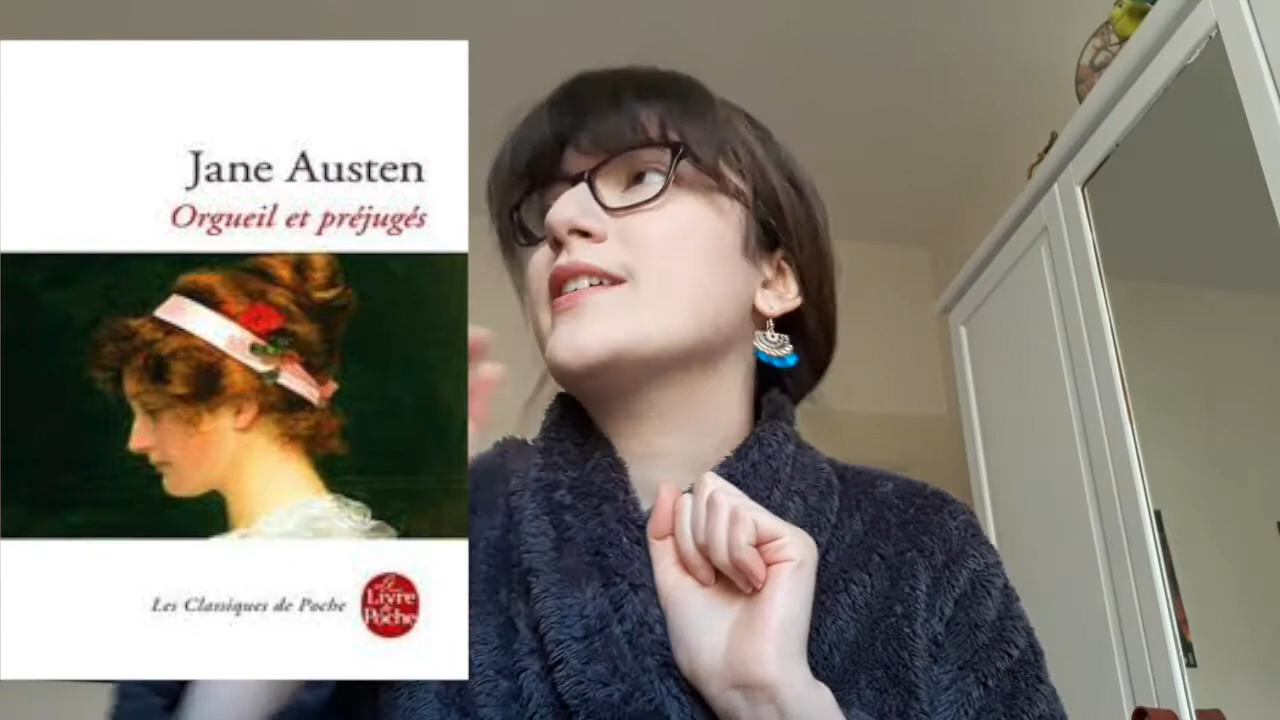 Jane Austen
Orgueil et préjugés
Les Classiques de Poche
Le
Livre
de
Poche